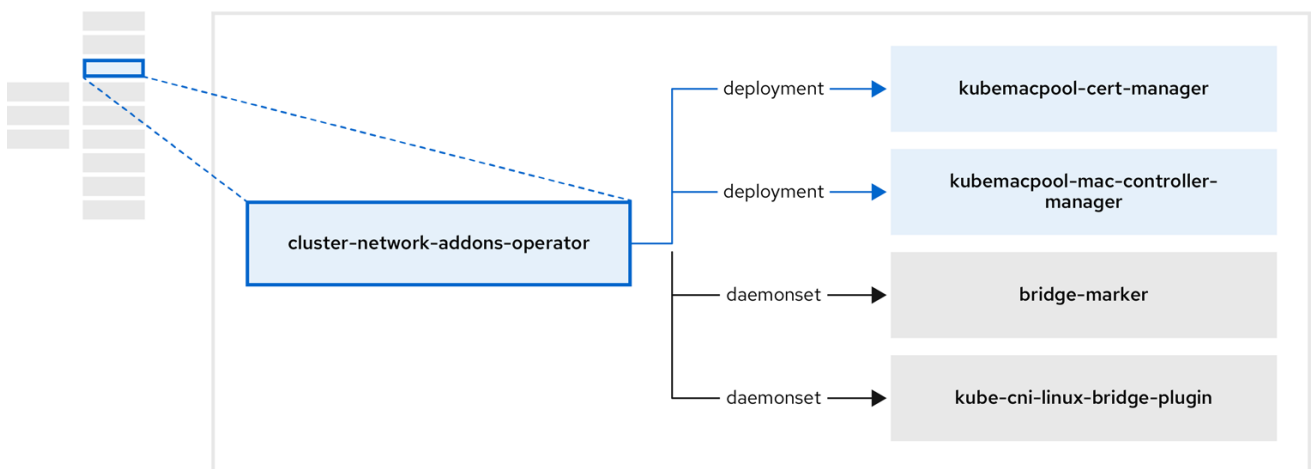 deployment
kubemacpool-cert-manager
deployment
kubemacpool-mac-controller-
manager
cluster-network-addons-operator
daemonset
bridge-marker
daemonset
kube-cni-linux-bridge-plugin